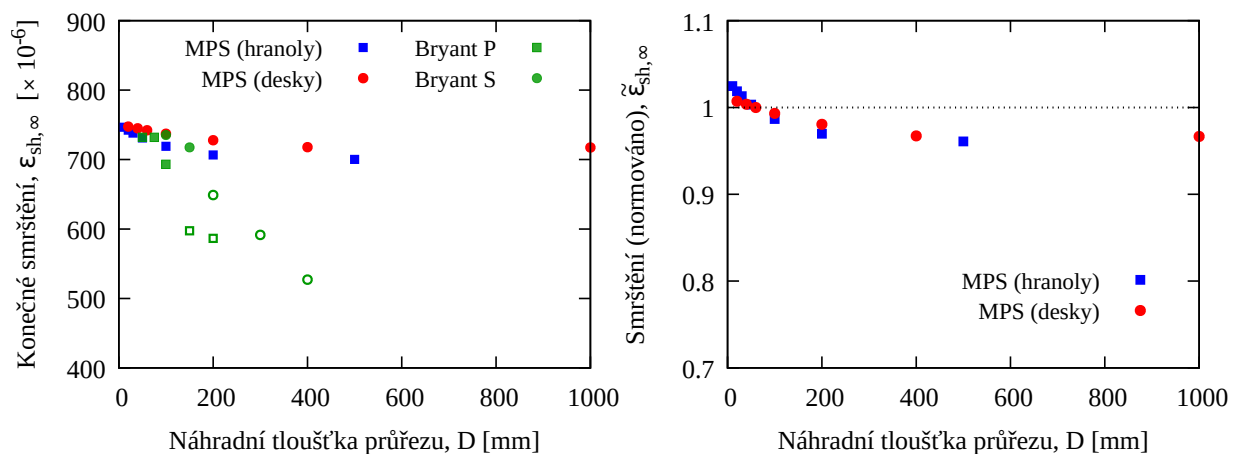 Konečné smrštění, ε_sh,∞ [× 10^-6]
900
800
700
600
500
400
MPS (hranoly)
MPS (desky)
Bryant P
Bryant S
0 200 400 600 800 1000
Náhradní tloušťka průřezu, D [mm]
Smrštění (normováno), ε̃_sh,∞
1.1
1
0.9
0.8
0.7
MPS (hranoly)
MPS (desky)
0 200 400 600 800 1000
Náhradní tloušťka průřezu, D [mm]